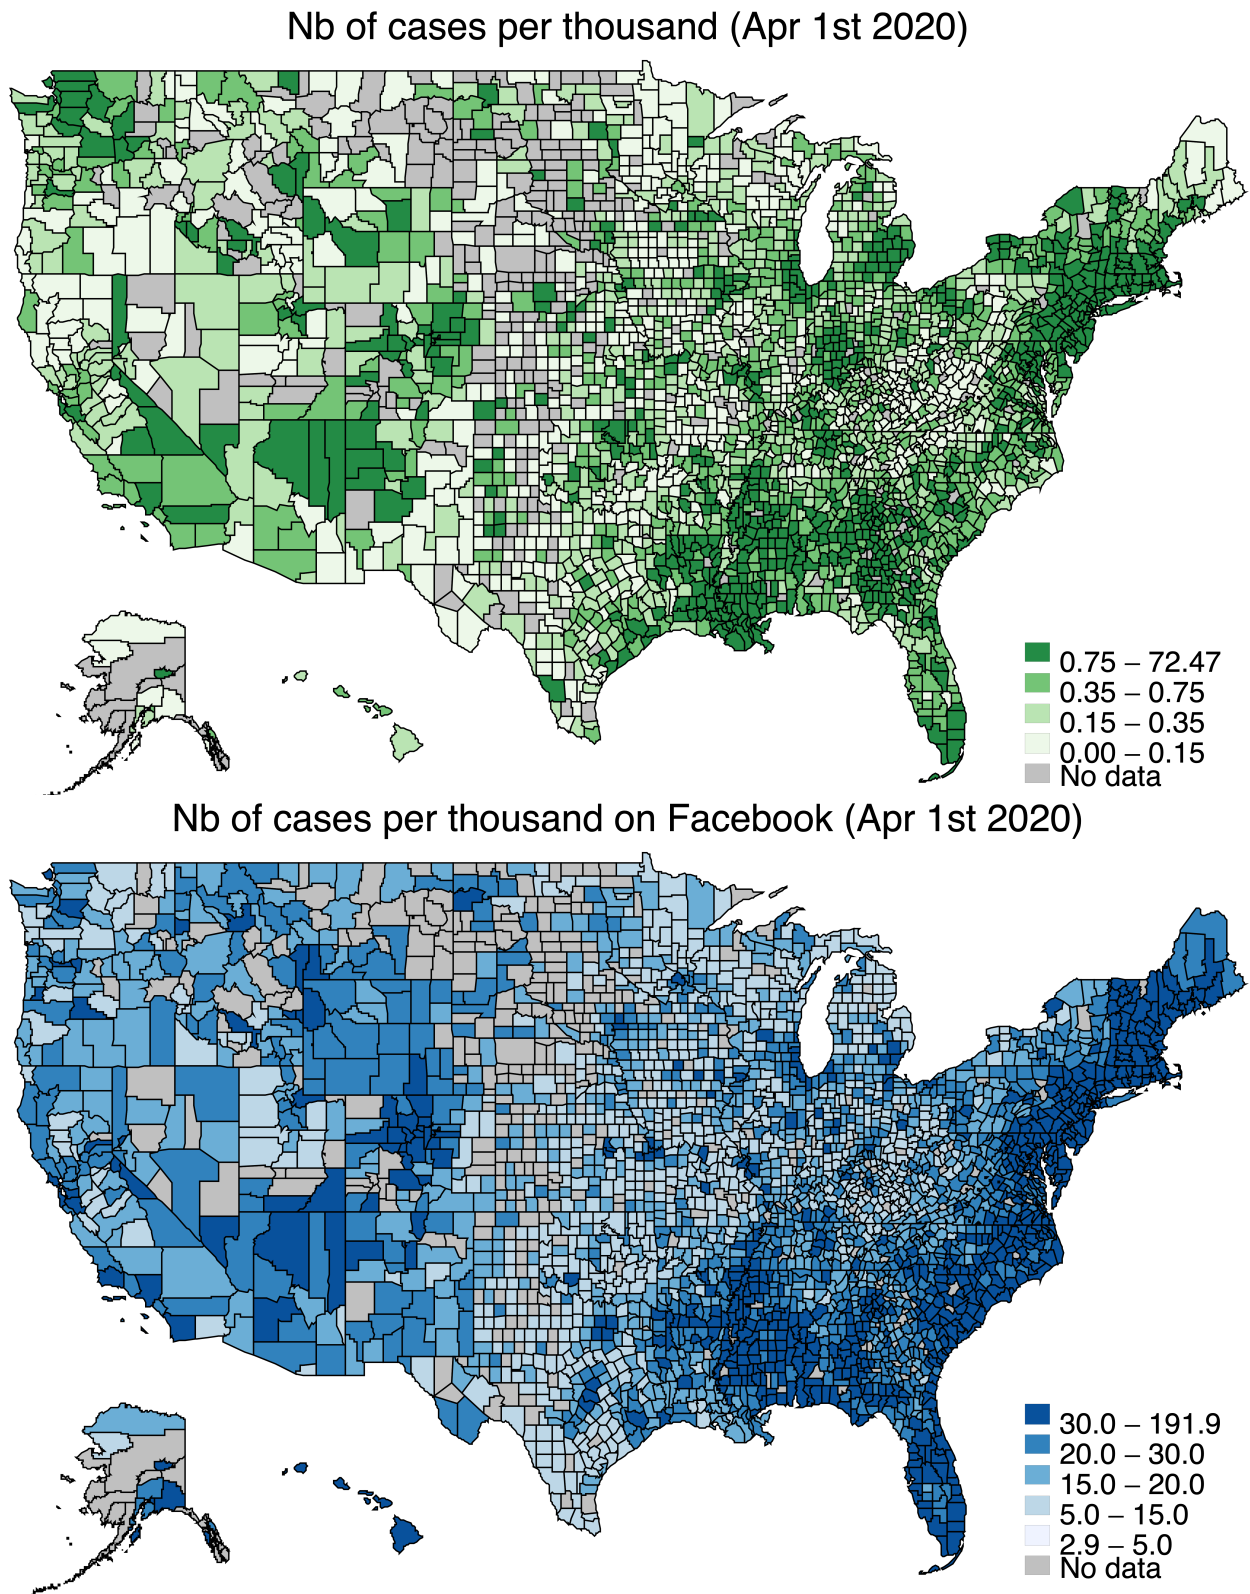 Nb of cases per thousand (Apr 1st 2020)
0.75 – 72.47
0.35 – 0.75
0.15 – 0.35
0.00 – 0.15
No data
Nb of cases per thousand on Facebook (Apr 1st 2020)
30.0 – 191.9
20.0 – 30.0
15.0 – 20.0
5.0 – 15.0
2.9 – 5.0
No data